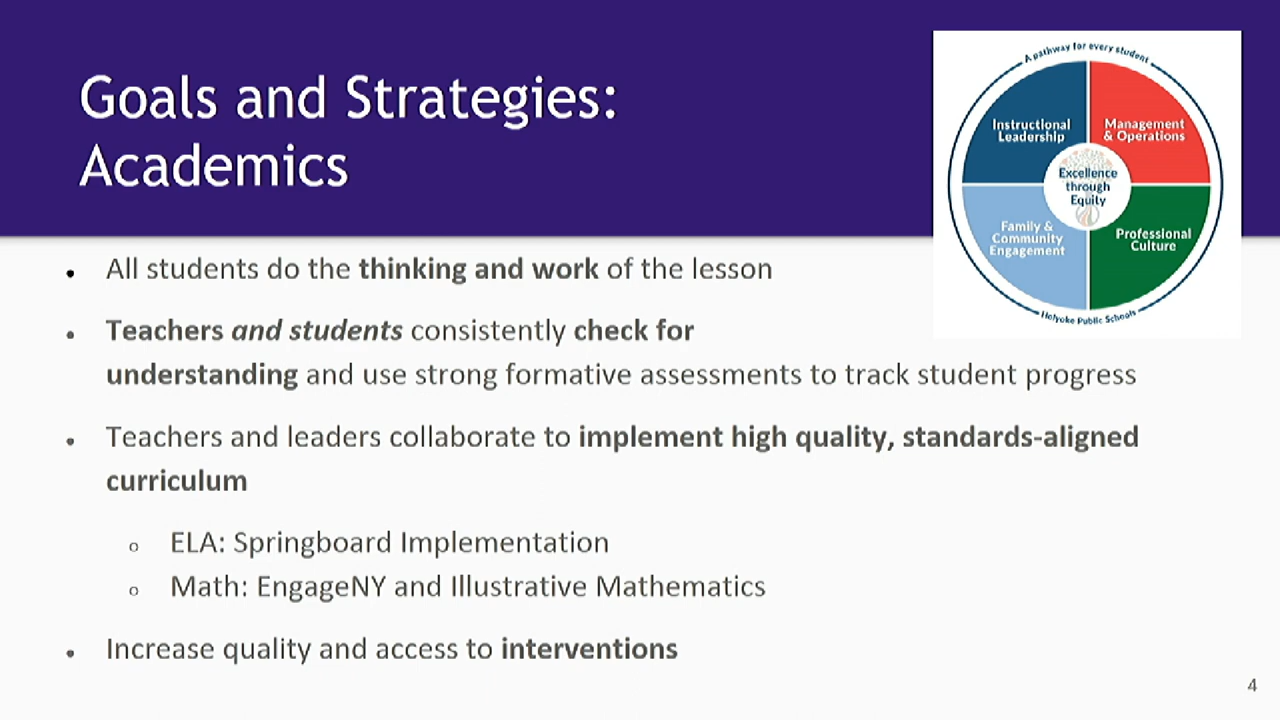 Goals and Strategies:
Academics
A pathway for every student
Instructional
Leadership
Management
& Operations
Excellence
through
Equity
Family &
Community
Engagement
Professional
Culture
Holyoke Public Schools
• All students do the thinking and work of the lesson
• Teachers and students consistently check for
understanding and use strong formative assessments to track student progress
• Teachers and leaders collaborate to implement high quality, standards-aligned
curriculum
o ELA: Springboard Implementation
o Math: EngageNY and Illustrative Mathematics
• Increase quality and access to interventions
4